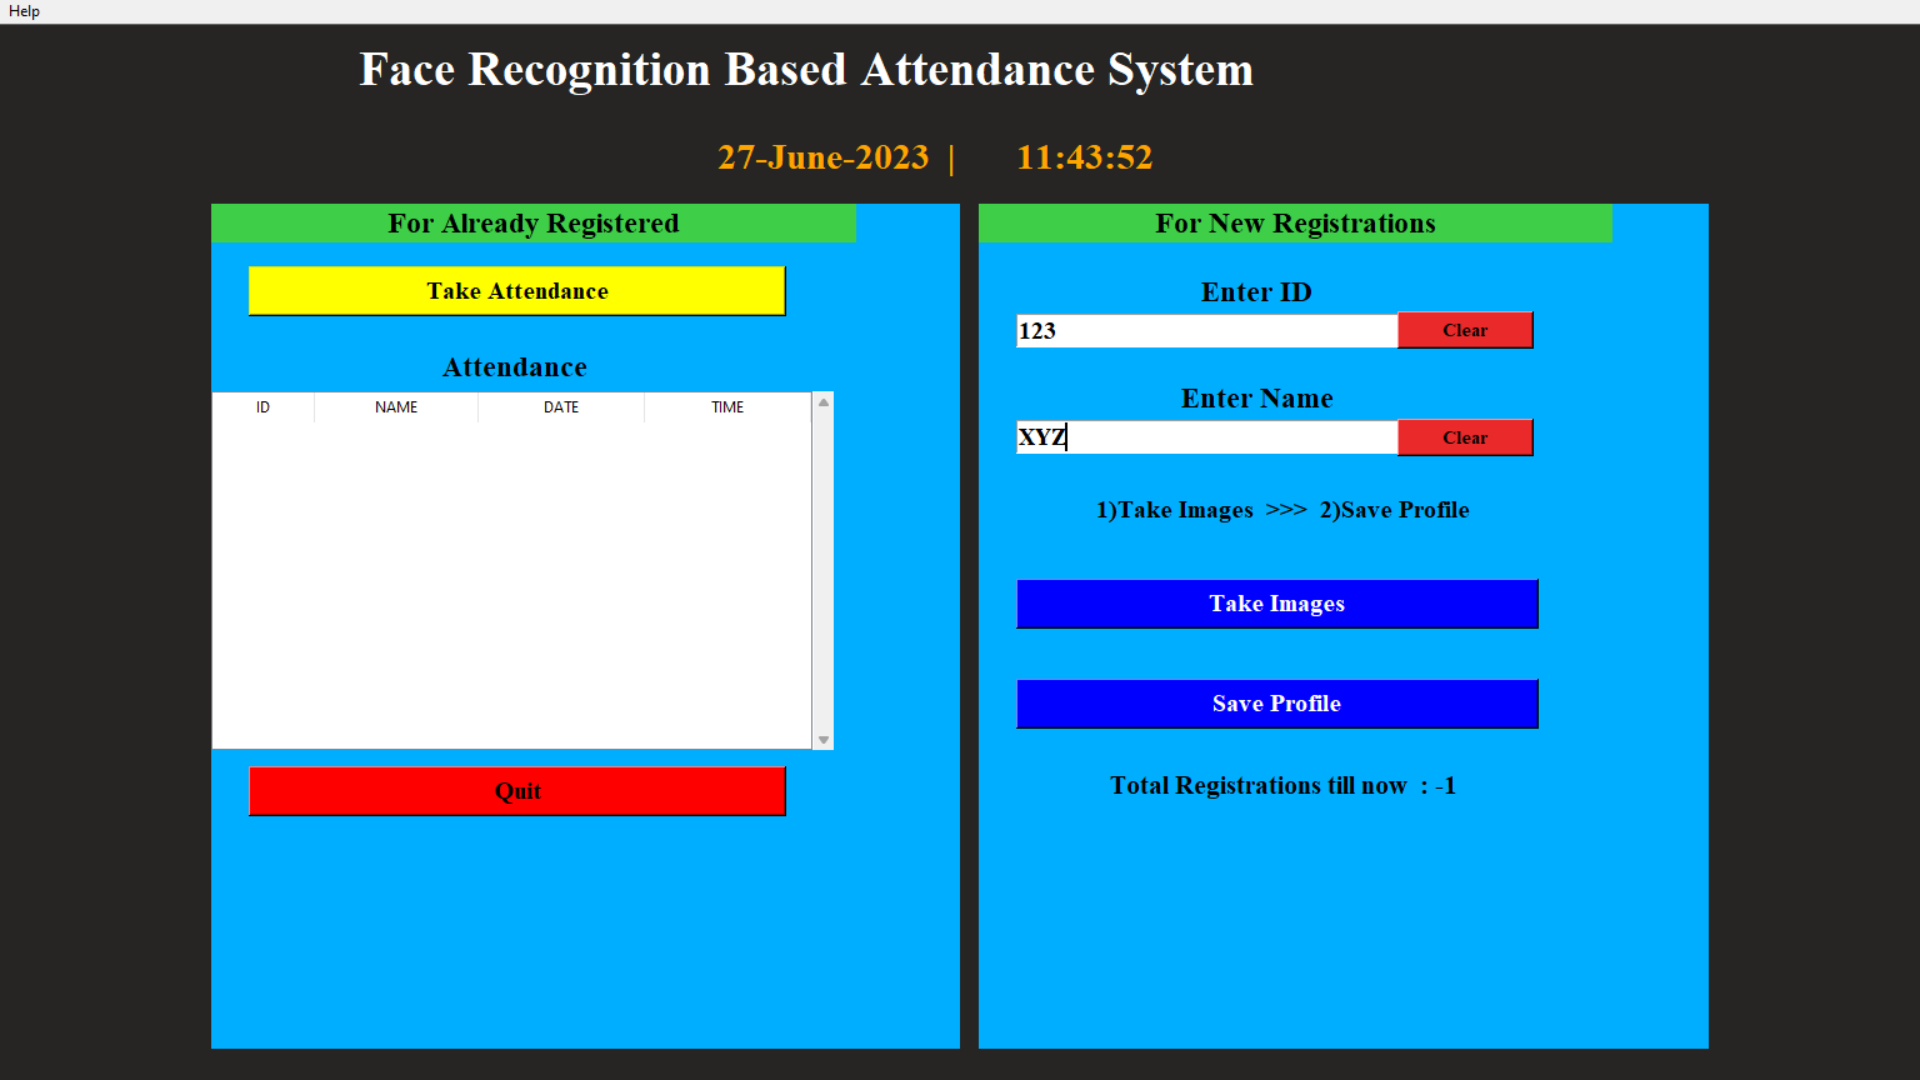 Help
Face Recognition Based Attendance System
27-June-2023 | 11:43:52
For Already Registered
Take Attendance
Attendance
ID NAME DATE TIME
Quit
For New Registrations
Enter ID
123 Clear
Enter Name
XYZ Clear
1)Take Images >>> 2)Save Profile
Take Images
Save Profile
Total Registrations till now : -1